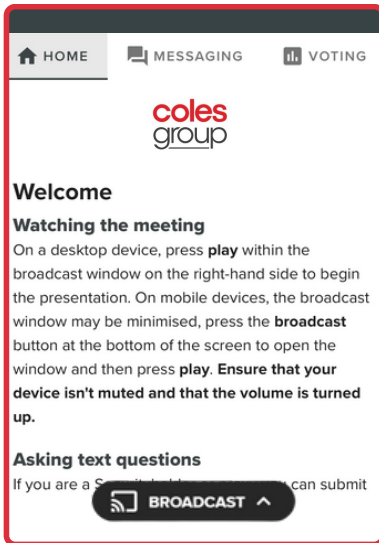 HOME MESSAGING VOTING
coles
group
Welcome
Watching the meeting
On a desktop device, press play within the
broadcast window on the right-hand side to begin
the presentation. On mobile devices, the broadcast
window may be minimised, press the broadcast
button at the bottom of the screen to open the
window and then press play. Ensure that your
device isn't muted and that the volume is turned
up.
Asking text questions
If you are a can submit
BROADCAST